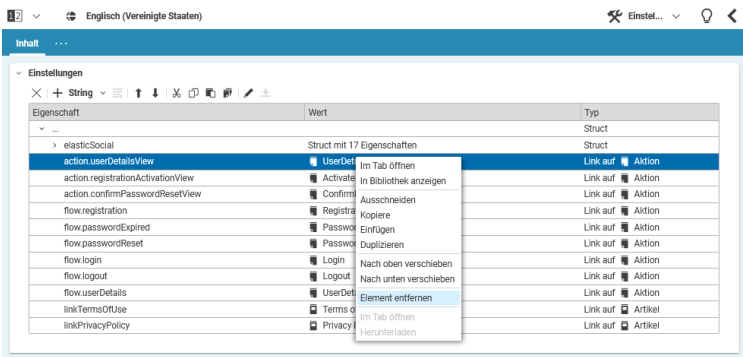 12 Englisch (Vereinigte Staaten) Einstel...
Inhalt ...
Einstellungen
String
Eigenschaft Wert Typ
... Struct
elasticSocial Struct mit 17 Eigenschaften Struct
action.userDetailsView UserDet Link auf Aktion
action.registrationActivationView Activate Link auf Aktion
action.confirmPasswordResetView Confirm Link auf Aktion
flow.registration Registra Link auf Aktion
flow.passwordExpired Passwor Link auf Aktion
flow.passwordReset Passwor Link auf Aktion
flow.login Login Link auf Aktion
flow.logout Logout Link auf Aktion
flow.userDetails UserDeta Link auf Aktion
linkTermsOfUse Terms o Link auf Artikel
linkPrivacyPolicy Privacy Link auf Artikel
Im Tab öffnen
In Bibliothek anzeigen
Ausschneiden
Kopiere
Einfügen
Duplizieren
Nach oben verschieben
Nach unten verschieben
Element entfernen
Im Tab öffnen
Herunterladen